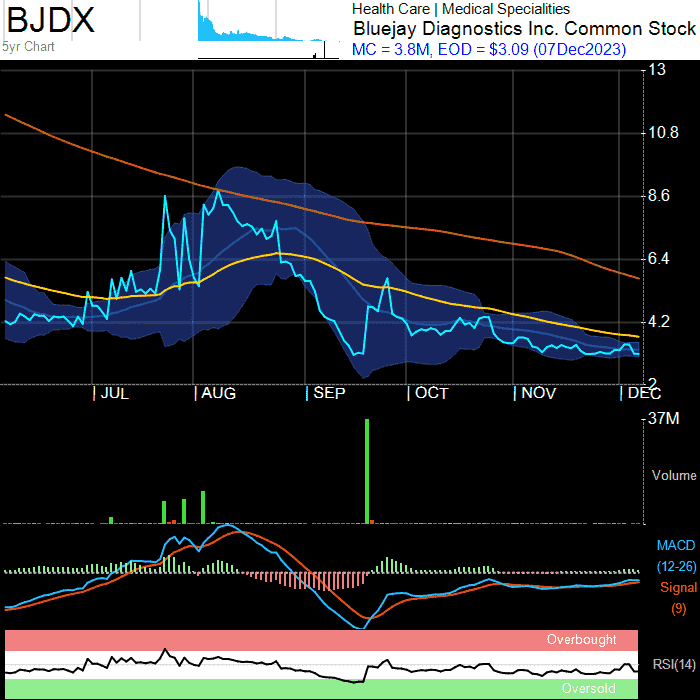 BJDX
5yr Chart
Health Care | Medical Specialities
Bluejay Diagnostics Inc. Common Stock
MC = 3.8M, EOD = $3.09 (07Dec2023)
13
10.8
8.6
6.4
4.2
2
| JUL | AUG | SEP | OCT | NOV | DEC
37M
Volume
MACD
(12-26)
Signal
(9)
Overbought
RSI(14)
Oversold